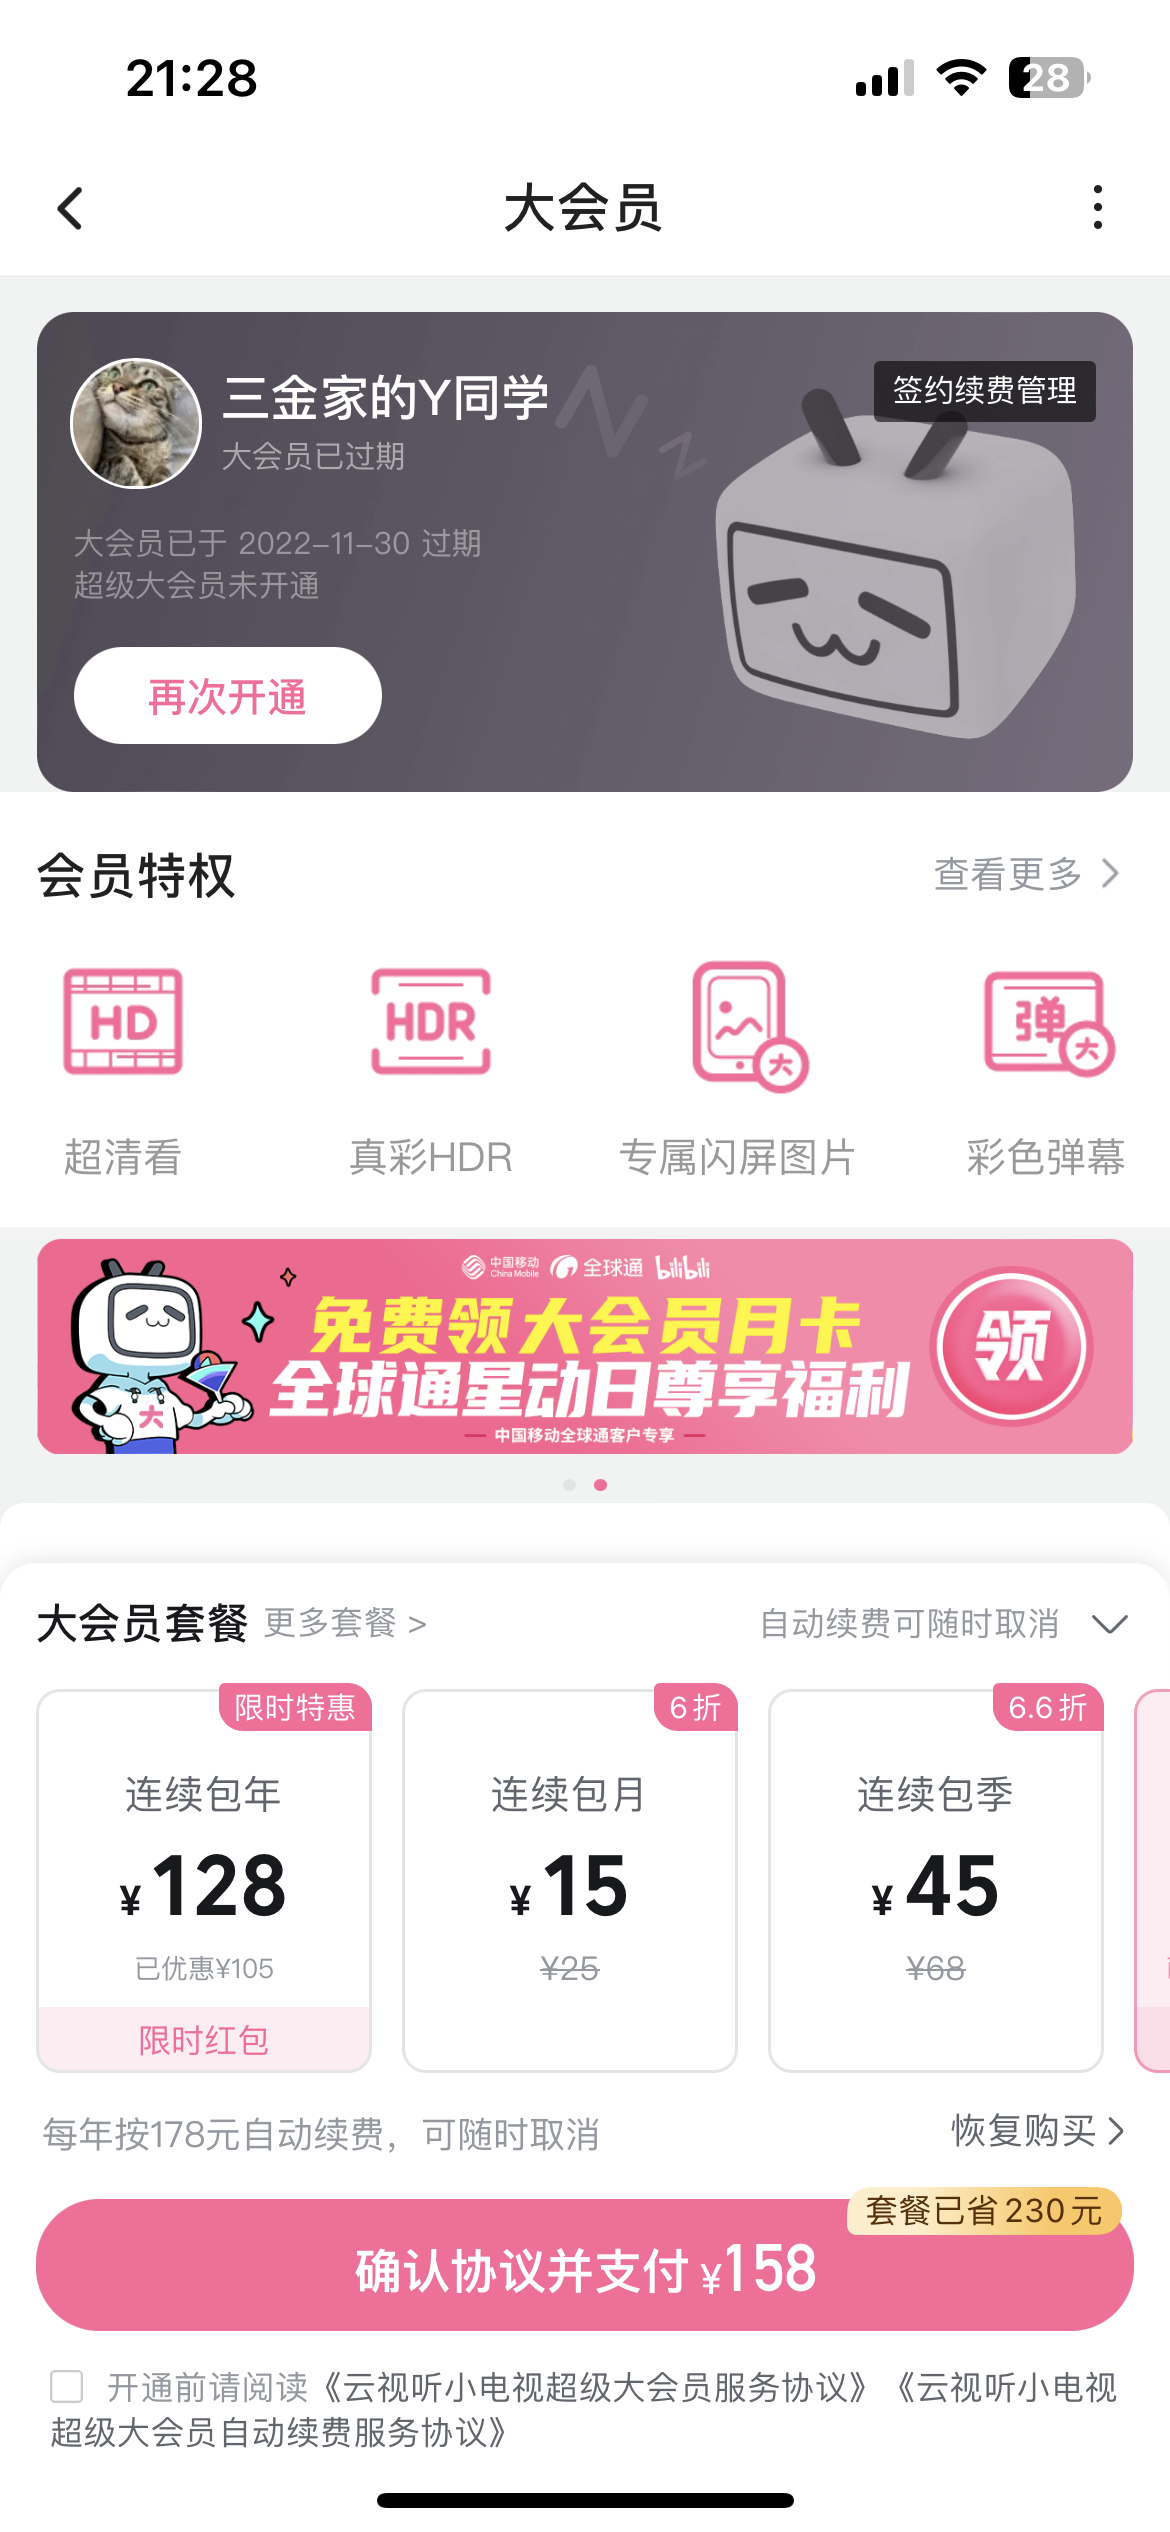 21:28
28
大会员
三金家的Y同学
签约续费管理
大会员已过期
大会员已于 2022-11-30 过期
超级大会员未开通
再次开通
会员特权
查看更多 >
HD
HDR
大
弹
大
超清看
真彩HDR
专属闪屏图片
彩色弹幕
中国移动
China Mobile
全球通
bilibili
免费领大会员月卡
全球通星动日尊享福利
中国移动全球通客户专享
领
大
大会员套餐 更多套餐 >
自动续费可随时取消
限时特惠
连续包年
¥128
已优惠¥105
限时红包
6折
连续包月
¥15
¥25
6.6折
连续包季
¥45
¥68
每年按178元自动续费，可随时取消
恢复购买 >
套餐已省230元
确认协议并支付 ¥158
开通前请阅读《云视听小电视超级大会员服务协议》《云视听小电视
超级大会员自动续费服务协议》